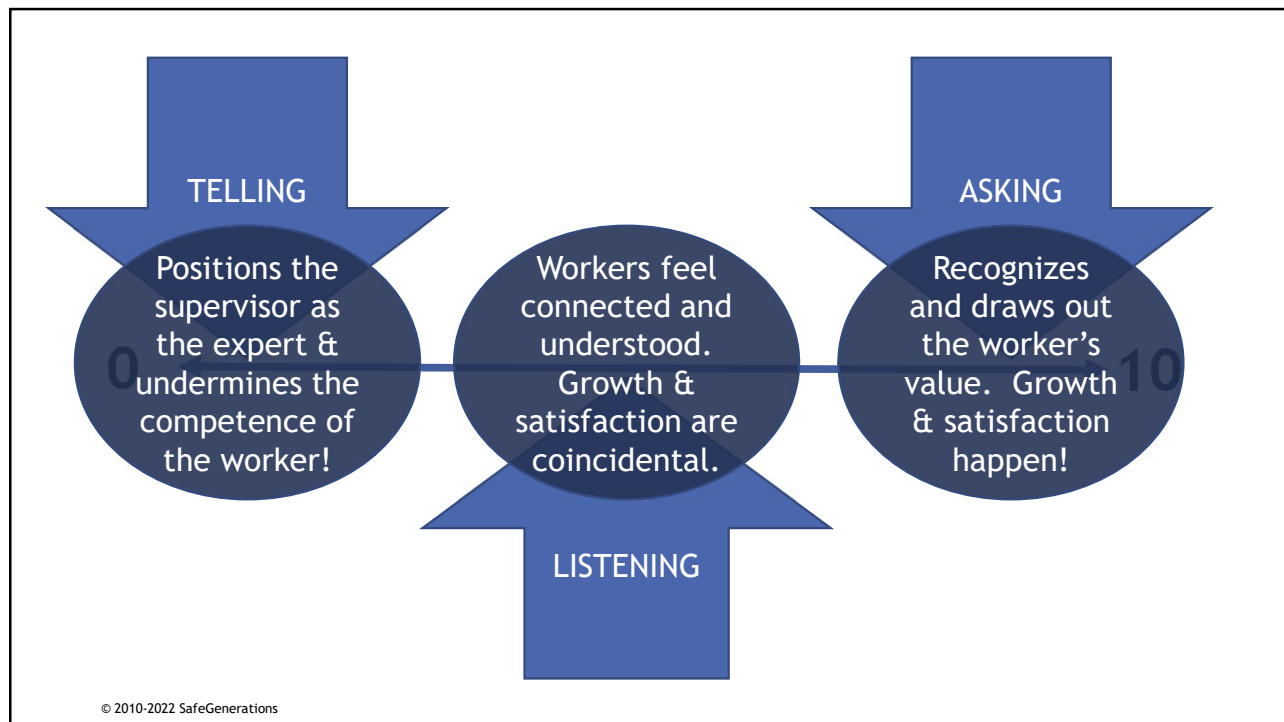 TELLING
Positions the
supervisor as
the expert &
undermines the
competence of
the worker!
0
Workers feel
connected and
understood.
Growth &
satisfaction are
coincidental.
LISTENING
ASKING
Recognizes
and draws out
the worker’s
value.  Growth
& satisfaction
happen!
10
© 2010-2022 SafeGenerations